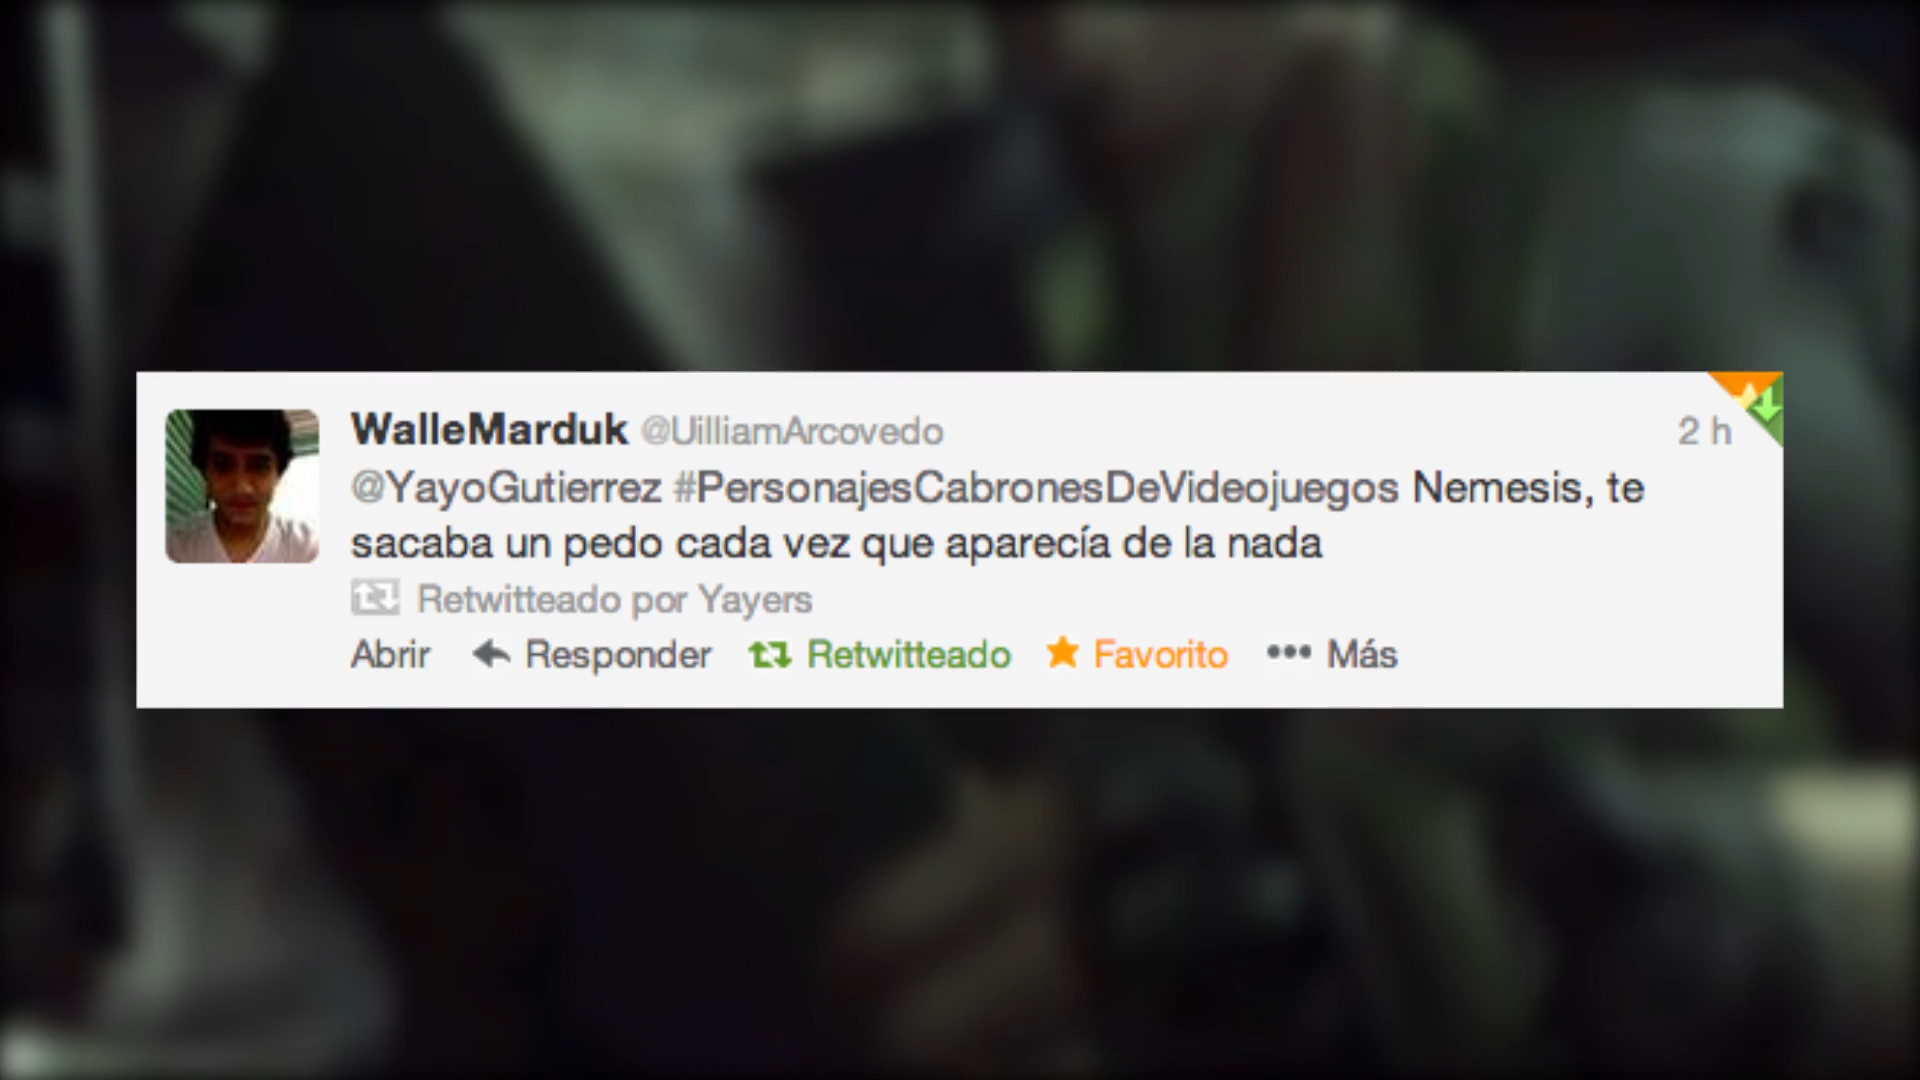 WalleMarduk @UilliamArcovedo 2 h
@YayoGutierrez #PersonajesCabronesDeVideojuegos Nemesis, te
sacaba un pedo cada vez que aparecía de la nada
Retwitteado por Yayers
Abrir Responder Retwitteado Favorito Más